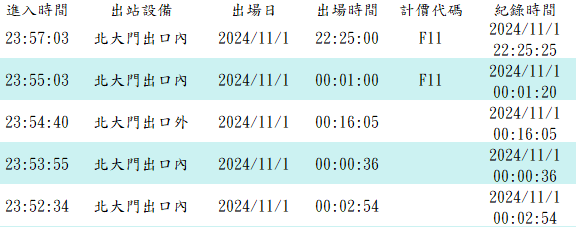 進入時間 出站設備 出場日 出場時間 計價代碼 紀錄時間
23:57:03 北大門出口內 2024/11/1 22:25:00 F11 2024/11/1
22:25:25
23:55:03 北大門出口內 2024/11/1 00:01:00 F11 2024/11/1
00:01:20
23:54:40 北大門出口外 2024/11/1 00:16:05 2024/11/1
00:16:05
23:53:55 北大門出口內 2024/11/1 00:00:36 2024/11/1
00:00:36
23:52:34 北大門出口內 2024/11/1 00:02:54 2024/11/1
00:02:54